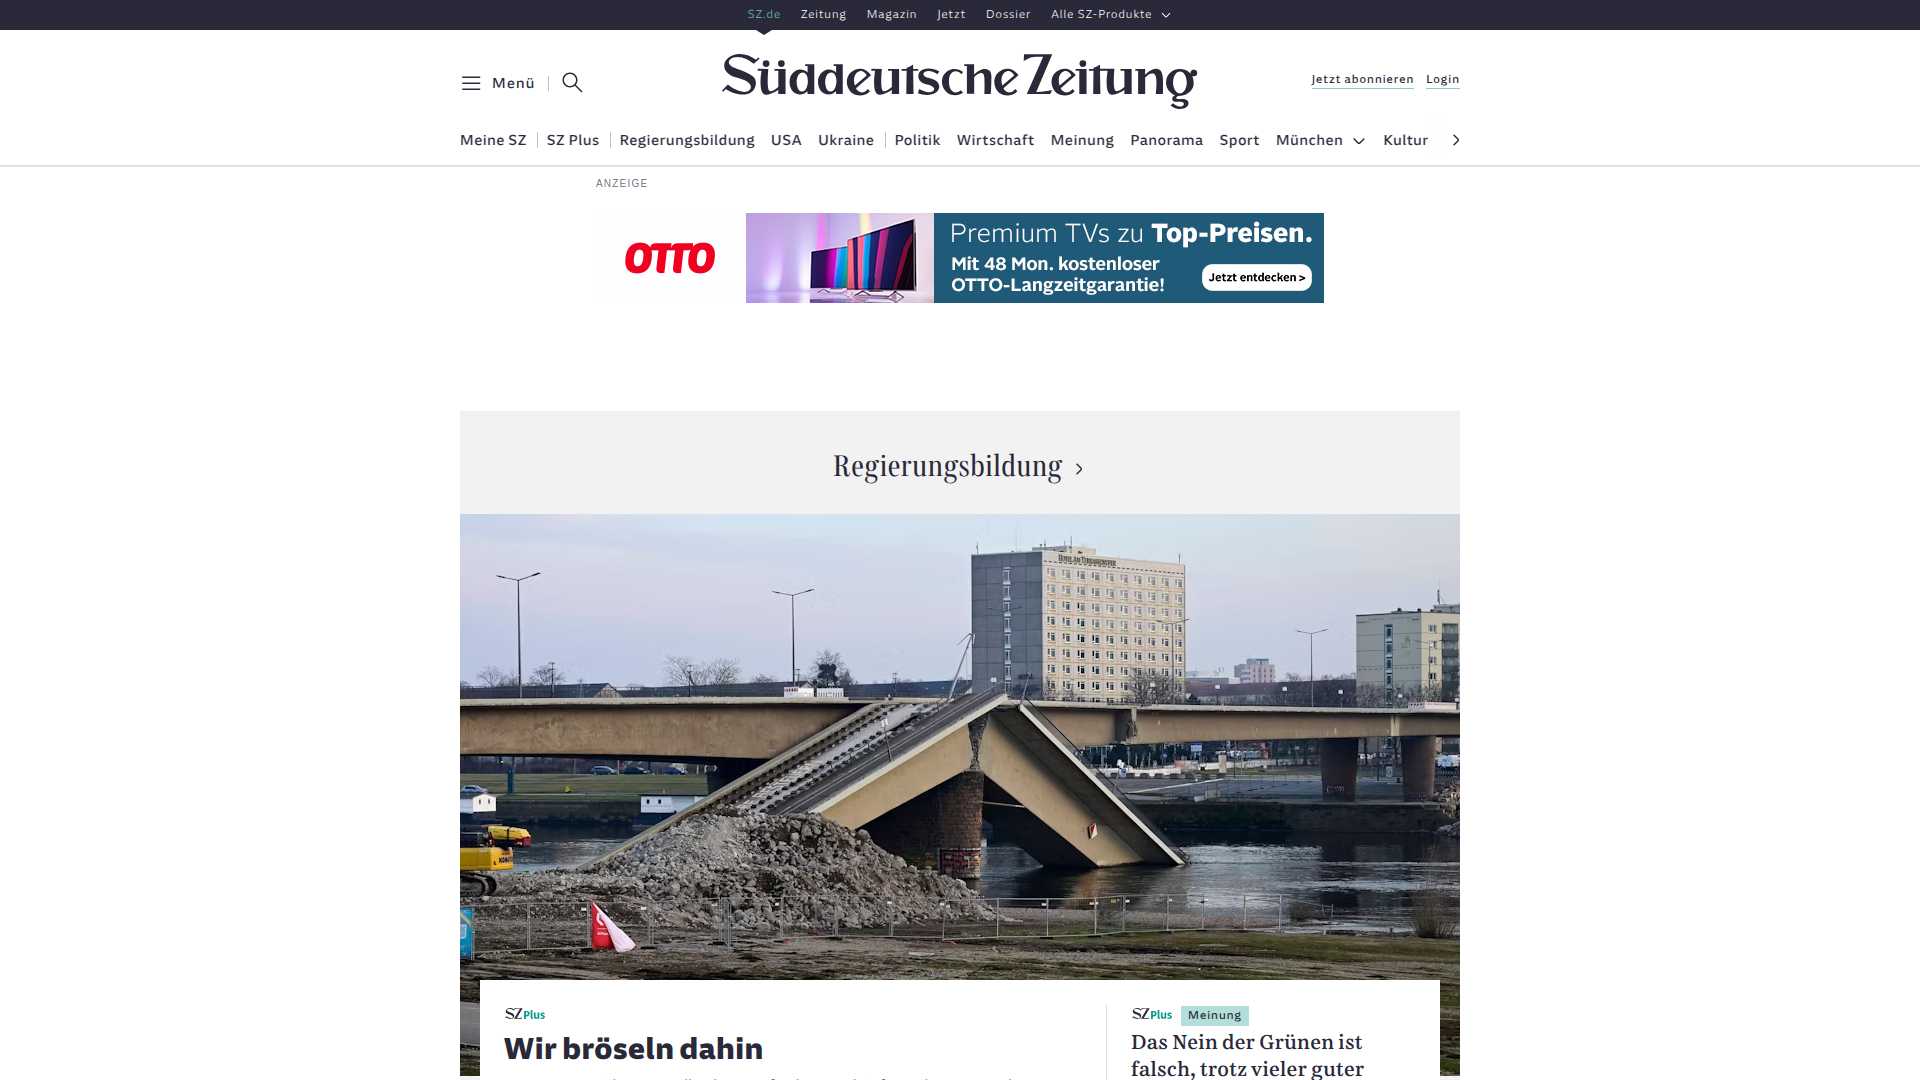 SZ.de Zeitung Magazin Jetzt Dossier Alle SZ-Produkte
Menü
Süddeutsche Zeitung
Jetzt abonnieren Login
Meine SZ SZ Plus Regierungsbildung USA Ukraine Politik Wirtschaft Meinung Panorama Sport München Kultur
ANZEIGE
OTTO
Premium TVs zu Top-Preisen.
Mit 48 Mon. kostenloser
OTTO-Langzeitgarantie!
Jetzt entdecken >
Regierungsbildung
SZ Plus
Wir bröseln dahin
SZ Plus Meinung
Das Nein der Grünen ist
falsch, trotz vieler guter